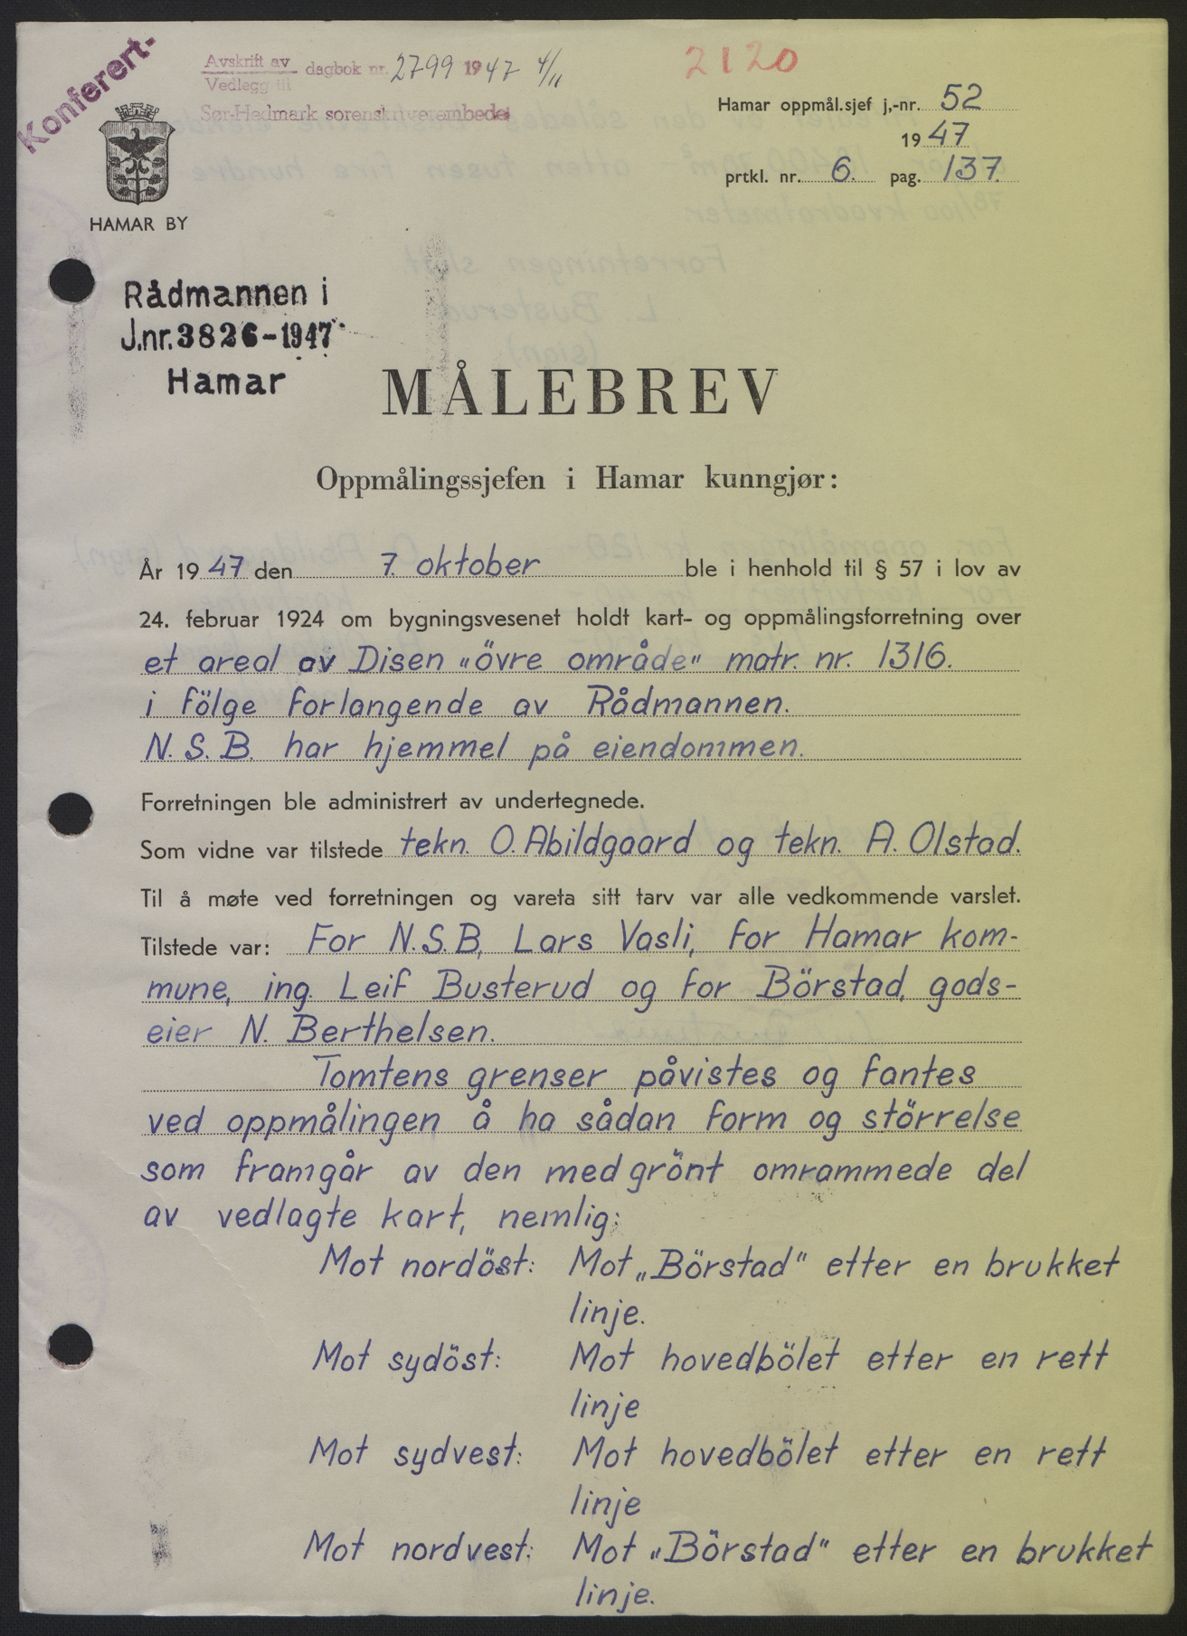 Konferert-
Avskrift av
Vedlegg til
dagbok nr. 2799 1947 4/11
Sør-Hedmark sorenskriverembede
2120
Hamar oppmål.sjef j,-nr. 52
1947
prtkl. nr. 6. pag. 137.
HAMAR BY
Rådmannen i
J.nr.3826-1947
Hamar
MÅLEBREV
Oppmålingssjefen i Hamar kunngjør:
År 1947 den 7. oktober ble i henhold til § 57 i lov av
24. februar 1924 om bygningsvesenet holdt kart- og oppmålingsforretning over
et areal av Disen „övre område" matr. nr. 1316.
i fölge forlangende av Rådmannen.
N. S. B. har hjemmel på eiendommen.
Forretningen ble administrert av undertegnede.
Som vidne var tilstede tekn. O. Abildgaard og tekn. A. Olstad.
Til å møte ved forretningen og vareta sitt tarv var alle vedkommende varslet.
Tilstede var: For N.S.B, Lars Vasli, for Hamar kom-
mune, ing. Leif Busterud og for Börstad, gods-
eier N. Berthelsen.
Tomtens grenser påvistes og fantes
ved oppmålingen å ha sådan form og störrelse
som framgår av den med grönt omrammede del
av vedlagte kart, nemlig:
Mot nordöst: Mot „Börstad" etter en brukket
linje.
Mot sydöst: Mot hovedbölet etter en rett
linje
Mot sydvest: Mot hovedbölet etter en rett
linje
Mot nordvest: Mot „Börstad" etter en brukket
linje.